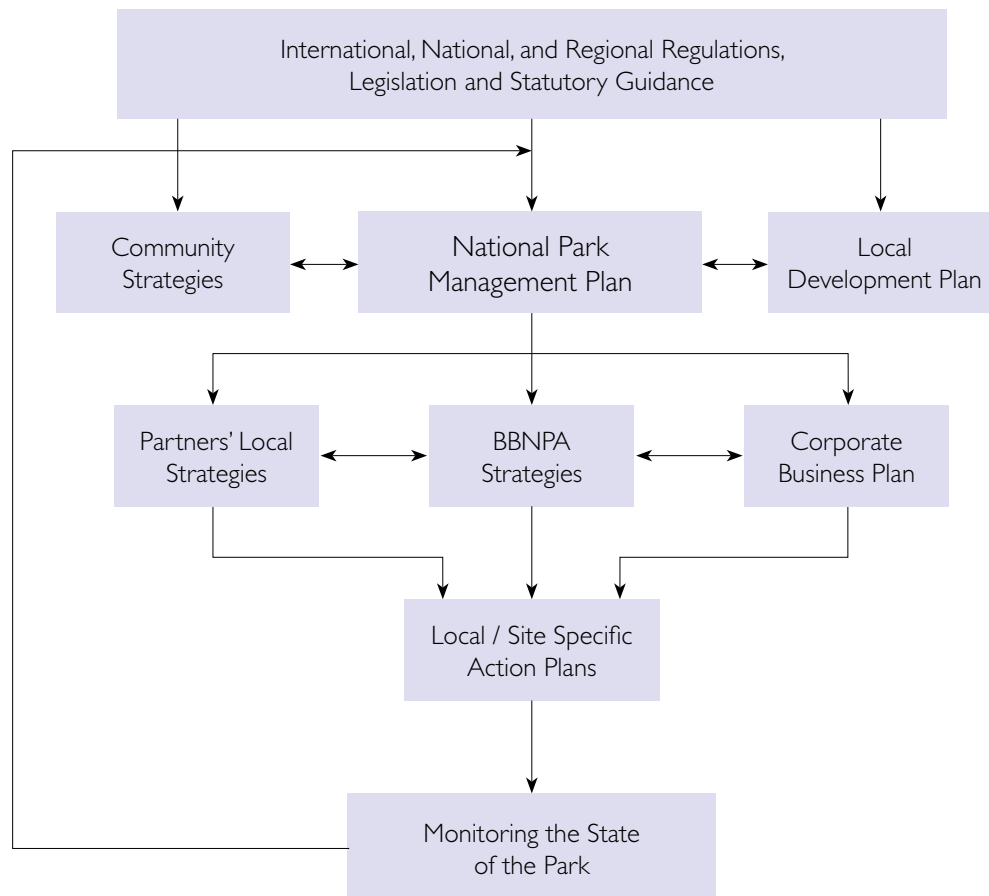 International, National, and Regional Regulations,
Legislation and Statutory Guidance
Community
Strategies
National Park
Management Plan
Local
Development Plan
Partners' Local
Strategies
BBNPA
Strategies
Corporate
Business Plan
Local / Site Specific
Action Plans
Monitoring the State
of the Park